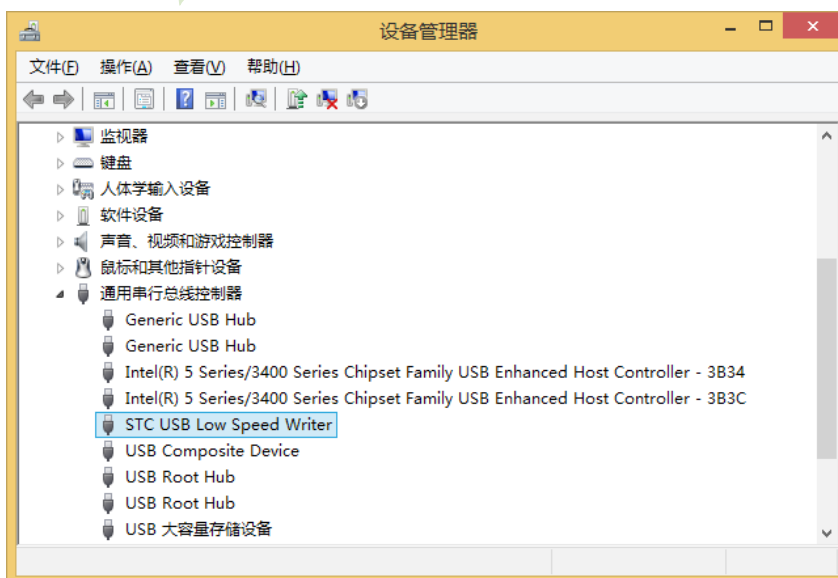 设备管理器
文件(F) 操作(A) 查看(V) 帮助(H)
监视器
键盘
人体学输入设备
软件设备
声音、视频和游戏控制器
鼠标和其他指针设备
通用串行总线控制器
Generic USB Hub
Generic USB Hub
Intel(R) 5 Series/3400 Series Chipset Family USB Enhanced Host Controller - 3B34
Intel(R) 5 Series/3400 Series Chipset Family USB Enhanced Host Controller - 3B3C
STC USB Low Speed Writer
USB Composite Device
USB Root Hub
USB Root Hub
USB 大容量存储设备